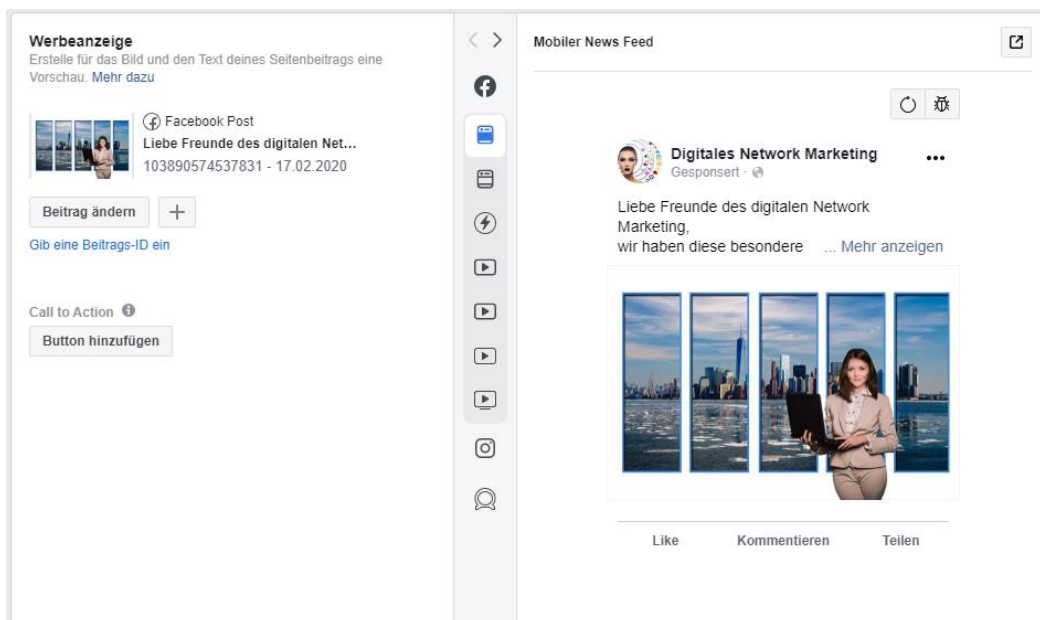 Werbeanzeige
Erstelle für das Bild und den Text deines Seitenbeitrags eine
Vorschau. Mehr dazu
Facebook Post
Liebe Freunde des digitalen Net...
103890574537831 - 17.02.2020
Beitrag ändern
Gib eine Beitrags-ID ein
Call to Action
Button hinzufügen
Mobiler News Feed
Digitales Network Marketing
Gesponsert ·
Liebe Freunde des digitalen Network
Marketing,
wir haben diese besondere ... Mehr anzeigen
Like Kommentieren Teilen